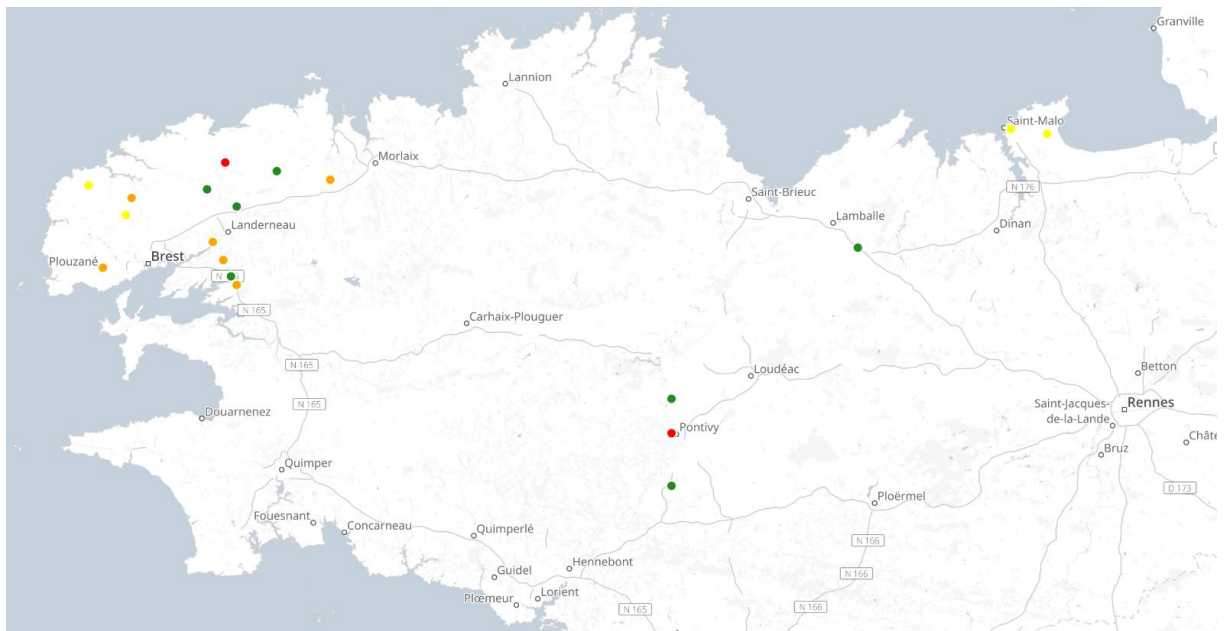 Granville
Lannion
Saint-Malo
Morlaix
N 176
Saint-Brieuc
Lamballe
Dinan
Landerneau
Brest
Plouzané
N 165
Carhaix-Plouguer
N 165
Loudéac
Betton
N 165
Douarnenez
Saint-Jacques-
de-la-Lande
Rennes
Pontivy
Châte
Bruz
Quimper
D 173
Ploërmel
Fouesnant
Concarneau
Quimperlé
N 166
Hennebont
Guidel
N 166
Lorient
Plœmeur
N 165
N 166